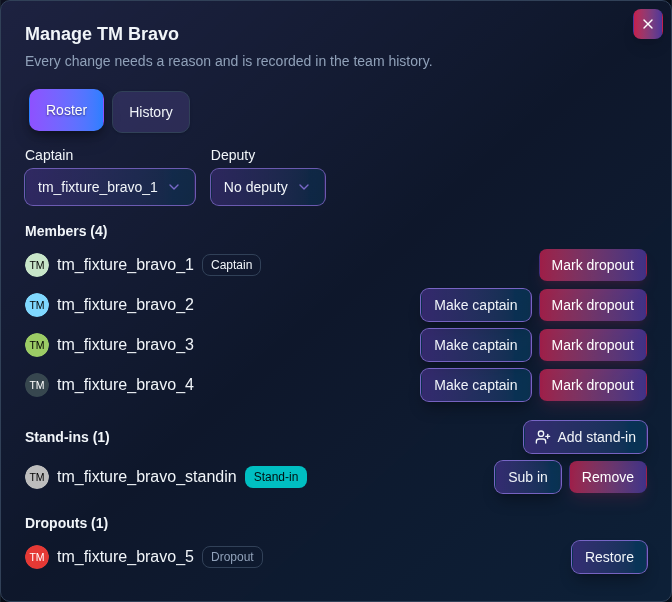 Manage TM Bravo
Every change needs a reason and is recorded in the team history.
Roster History
Captain Deputy
tm_fixture_bravo_1 No deputy
Members (4)
TM tm_fixture_bravo_1 Captain Mark dropout
TM tm_fixture_bravo_2 Make captain Mark dropout
TM tm_fixture_bravo_3 Make captain Mark dropout
TM tm_fixture_bravo_4 Make captain Mark dropout
Stand-ins (1) Add stand-in
TM tm_fixture_bravo_standin Stand-in Sub in Remove
Dropouts (1)
TM tm_fixture_bravo_5 Dropout Restore